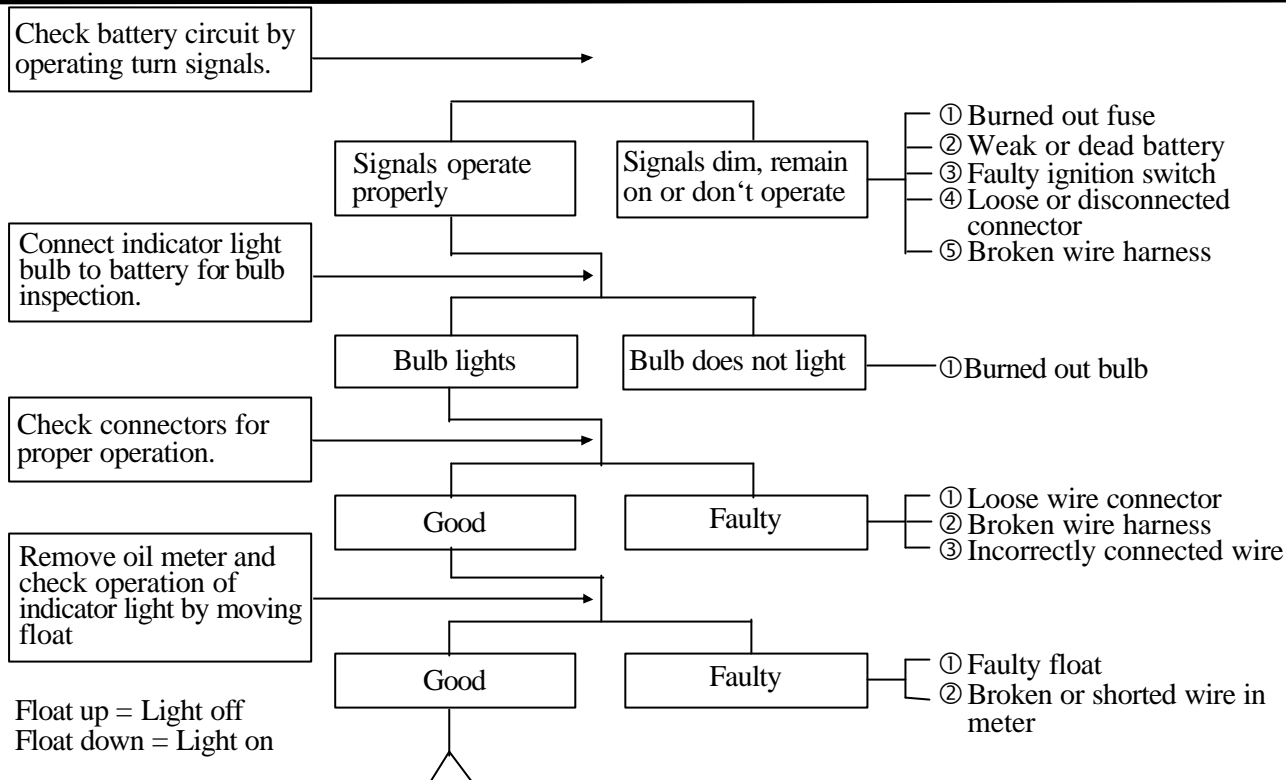 Check battery circuit by
operating turn signals.
Signals operate
properly
Signals dim, remain
on or don‘t operate
① Burned out fuse
② Weak or dead battery
③ Faulty ignition switch
④ Loose or disconnected
connector
⑤ Broken wire harness
Connect indicator light
bulb to battery for bulb
inspection.
Bulb lights
Bulb does not light
①Burned out bulb
Check connectors for
proper operation.
Good
Faulty
① Loose wire connector
② Broken wire harness
③ Incorrectly connected wire
Remove oil meter and
check operation of
indicator light by moving
float
Good
Faulty
① Faulty float
② Broken or shorted wire in
meter
Float up = Light off
Float down = Light on